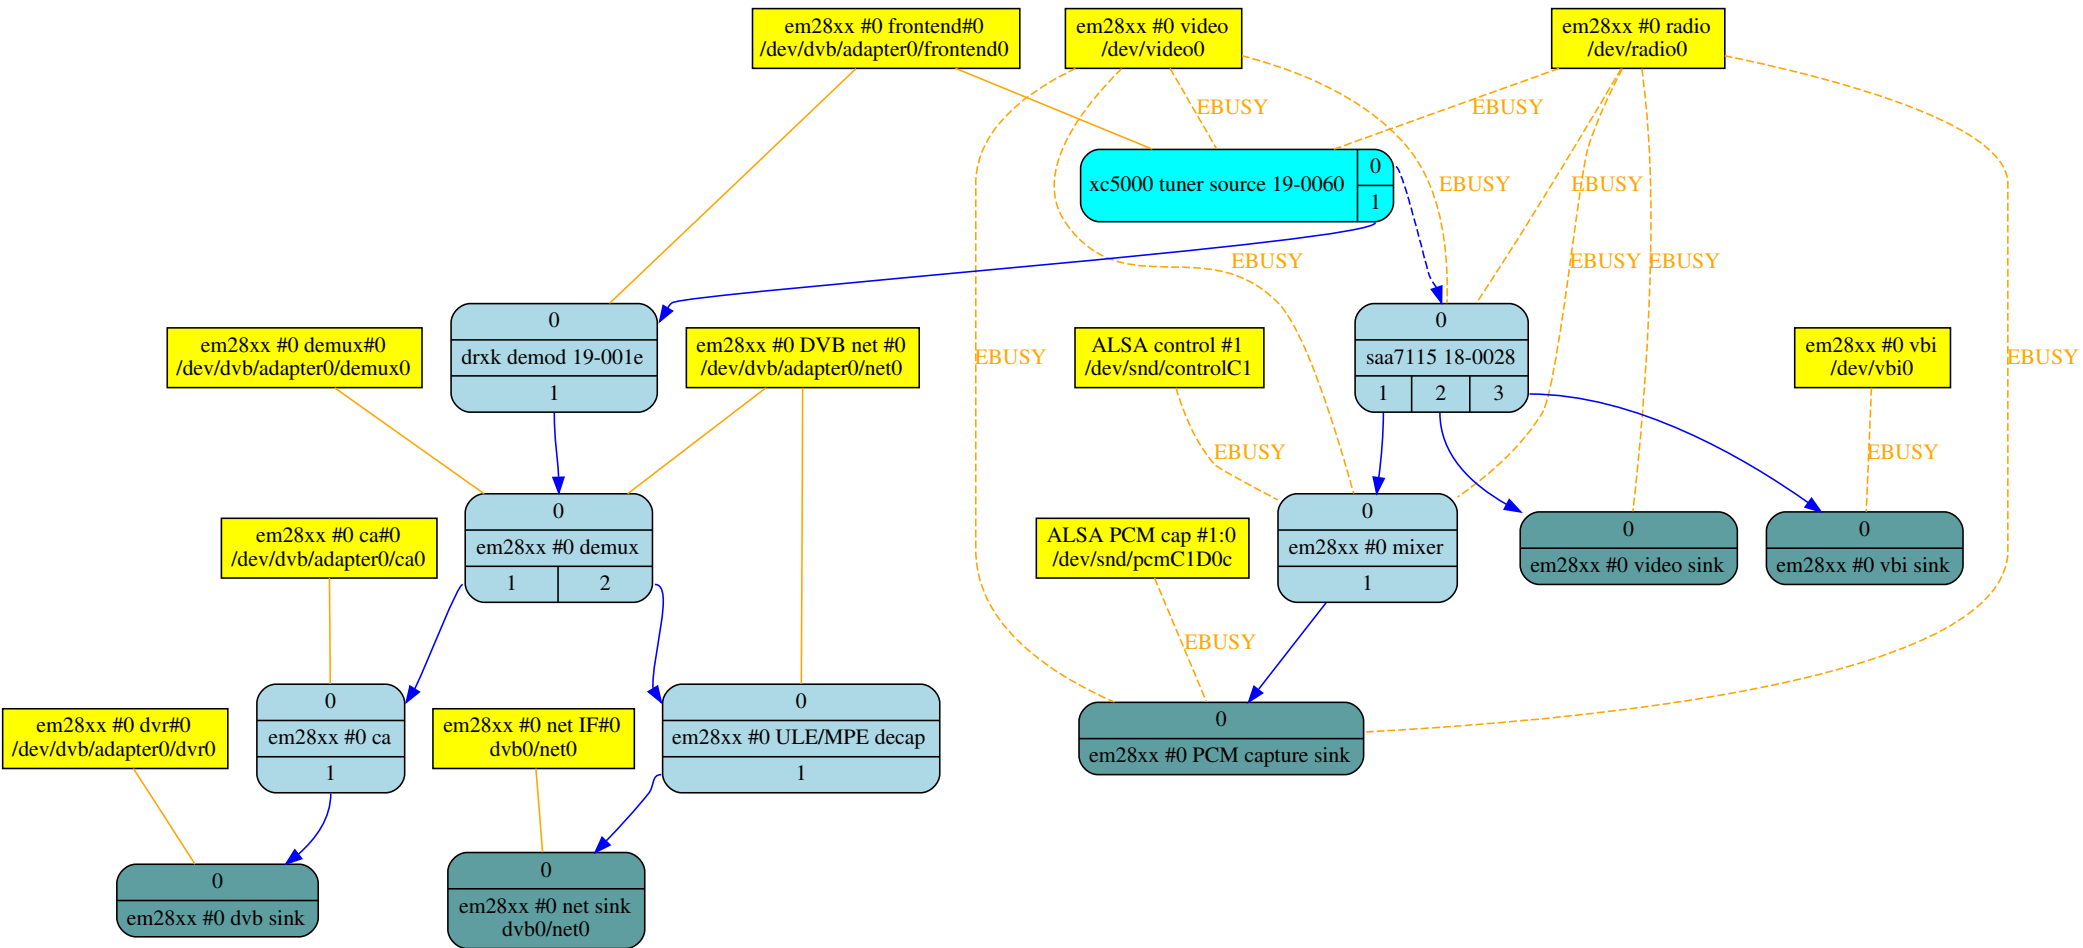 em28xx #0 frontend#0
/dev/dvb/adapter0/frontend0
em28xx #0 video
/dev/video0
em28xx #0 radio
/dev/radio0
EBUSY
EBUSY
xc5000 tuner source 19-0060
0
1
EBUSY
EBUSY
EBUSY
EBUSY
EBUSY
0
drxk demod 19-001e
1
0
saa7115 18-0028
1
2
3
em28xx #0 demux#0
/dev/dvb/adapter0/demux0
em28xx #0 DVB net #0
/dev/dvb/adapter0/net0
EBUSY
ALSA control #1
/dev/snd/controlC1
em28xx #0 vbi
/dev/vbi0
EBUSY
EBUSY
EBUSY
0
em28xx #0 demux
1
2
0
em28xx #0 mixer
1
0
em28xx #0 video sink
0
em28xx #0 vbi sink
em28xx #0 ca#0
/dev/dvb/adapter0/ca0
ALSA PCM cap #1:0
/dev/snd/pcmC1D0c
EBUSY
0
em28xx #0 ca
1
0
em28xx #0 ULE/MPE decap
1
0
em28xx #0 PCM capture sink
em28xx #0 dvr#0
/dev/dvb/adapter0/dvr0
em28xx #0 net IF#0
dvb0/net0
0
em28xx #0 dvb sink
0
em28xx #0 net sink
dvb0/net0